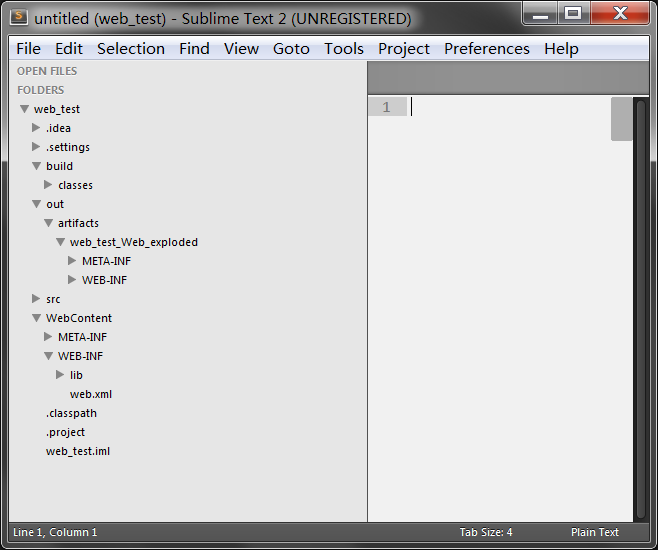 untitled (web_test) - Sublime Text 2 (UNREGISTERED)
File Edit Selection Find View Goto Tools Project Preferences Help
OPEN FILES
FOLDERS
web_test
.idea
.settings
build
classes
out
artifacts
web_test_Web_exploded
META-INF
WEB-INF
src
WebContent
META-INF
WEB-INF
lib
web.xml
.classpath
.project
web_test.iml
1
Line 1, Column 1 Tab Size: 4 Plain Text